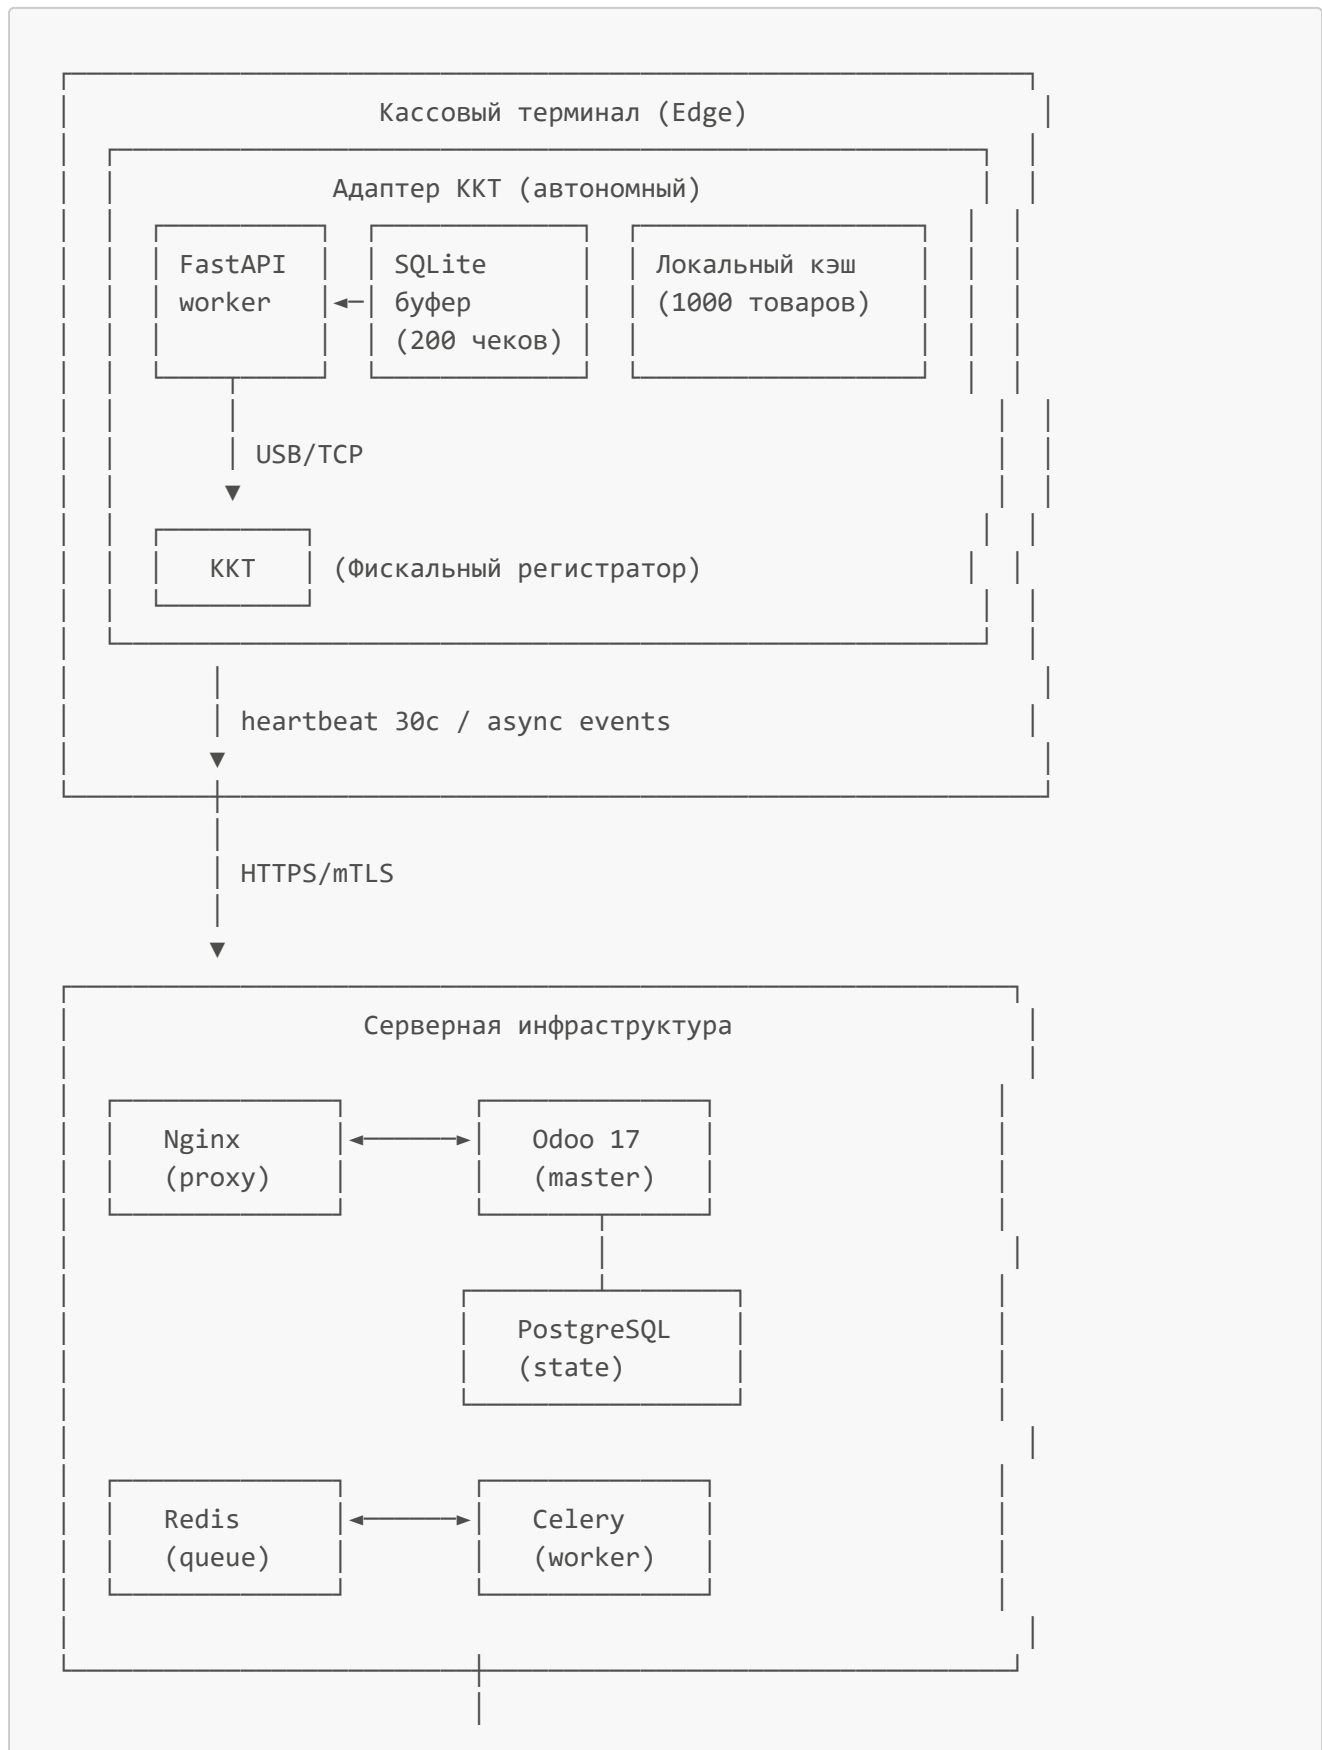 Кассовый терминал (Edge)
Адаптер ККТ (автономный)
FastAPI SQLite Локальный кэш
worker буфер (1000 товаров)
(200 чеков)
USB/TCP
ККТ (Фискальный регистратор)
heartbeat 30с / async events
HTTPS/mTLS
Серверная инфраструктура
Nginx Odoo 17
(proxy) (master)
PostgreSQL
(state)
Redis Celery
(queue) (worker)